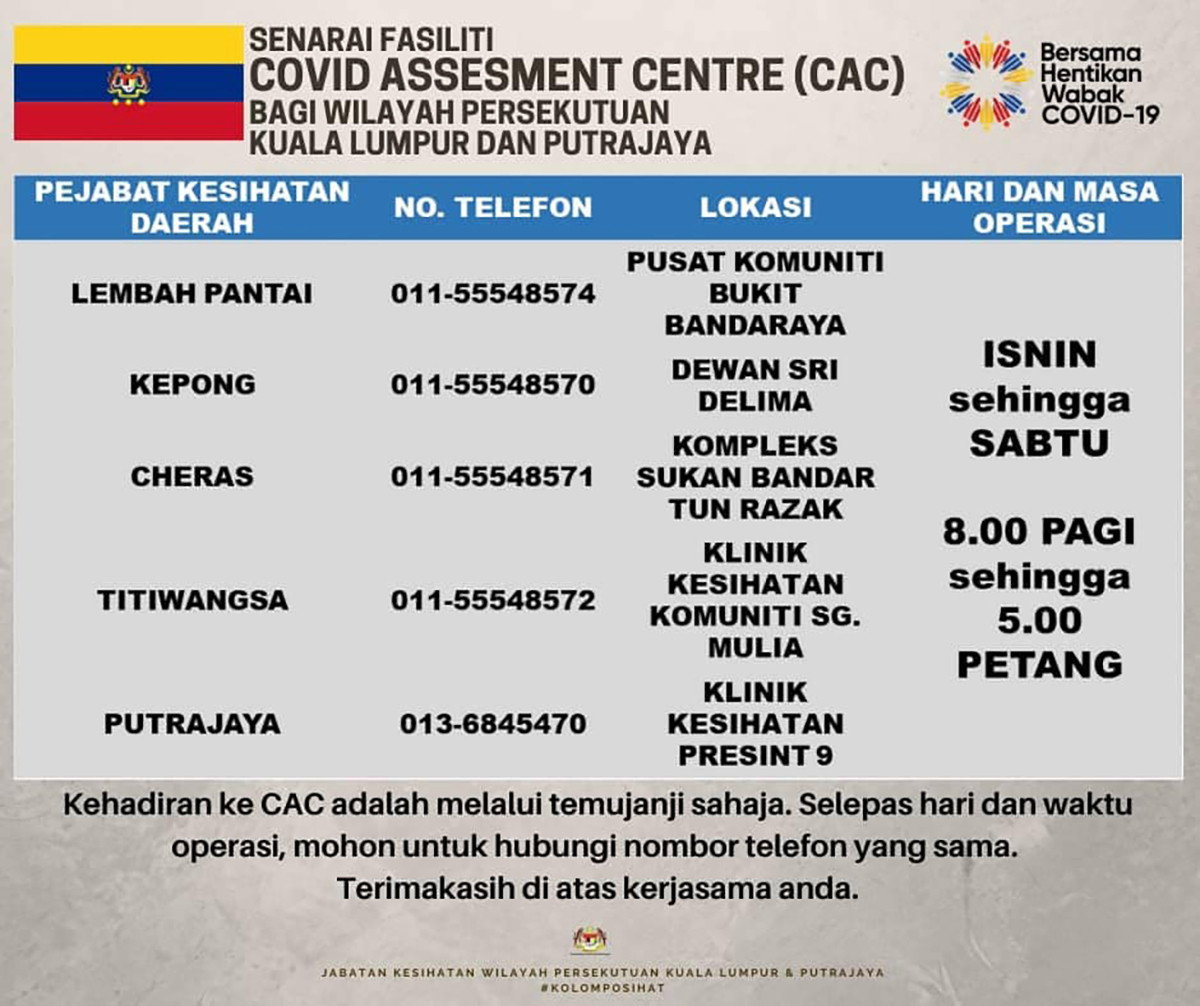 SENARAI FASILITI
COVID ASSESMENT CENTRE (CAC)
BAGI WILAYAH PERSEKUTUAN
KUALA LUMPUR DAN PUTRAJAYA
Bersama
Hentikan
Wabak
COVID-19
PEJABAT KESIHATAN
DAERAH
NO. TELEFON
LOKASI
HARI DAN MASA
OPERASI
LEMBAH PANTAI
011-55548574
PUSAT KOMUNITI
BUKIT
BANDARAYA
KEPONG
011-55548570
DEWAN SRI
DELIMA
CHERAS
011-55548571
KOMPLEKS
SUKAN BANDAR
TUN RAZAK
TITIWANGSA
011-55548572
KLINIK
KESIHATAN
KOMUNITI SG.
MULIA
PUTRAJAYA
013-6845470
KLINIK
KESIHATAN
PRESINT 9
ISNIN
sehingga
SABTU
8.00 PAGI
sehingga
5.00
PETANG
Kehadiran ke CAC adalah melalui temujanji sahaja. Selepas hari dan waktu
operasi, mohon untuk hubungi nombor telefon yang sama.
Terimakasih di atas kerjasama anda.
JABATAN KESIHATAN WILAYAH PERSEKUTUAN KUALA LUMPUR & PUTRAJAYA
#KOLOMPOSIHAT